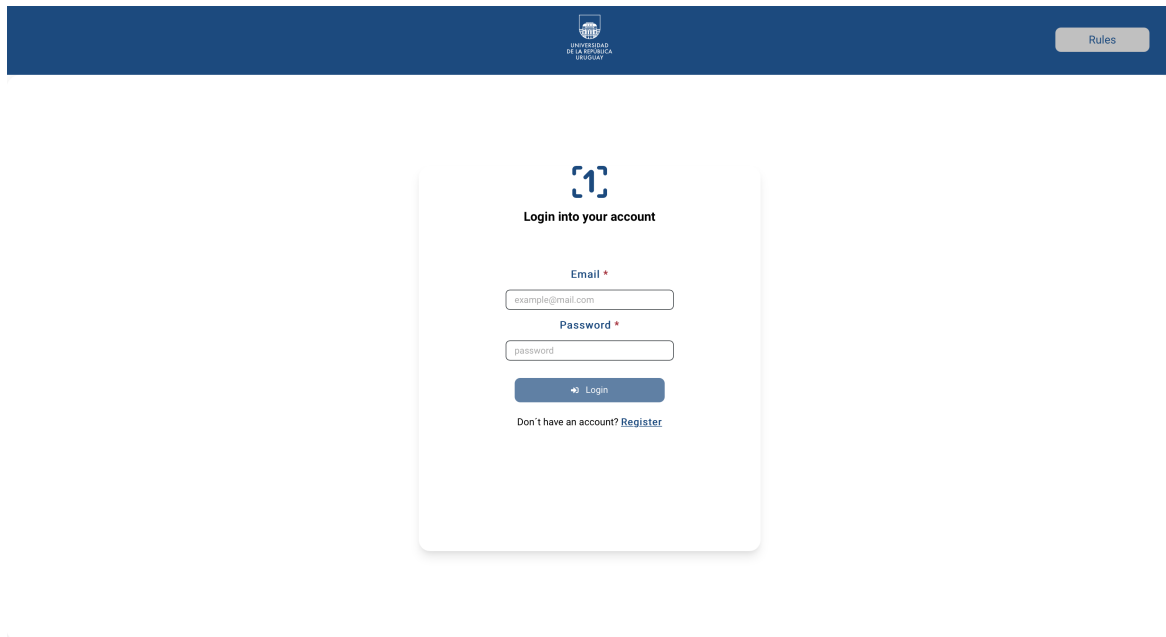 UNIVERSIDAD
DE LA REPÚBLICA
URUGUAY
Rules
[1]
Login into your account
Email *
example@mail.com
Password *
password
Login
Don´t have an account? Register